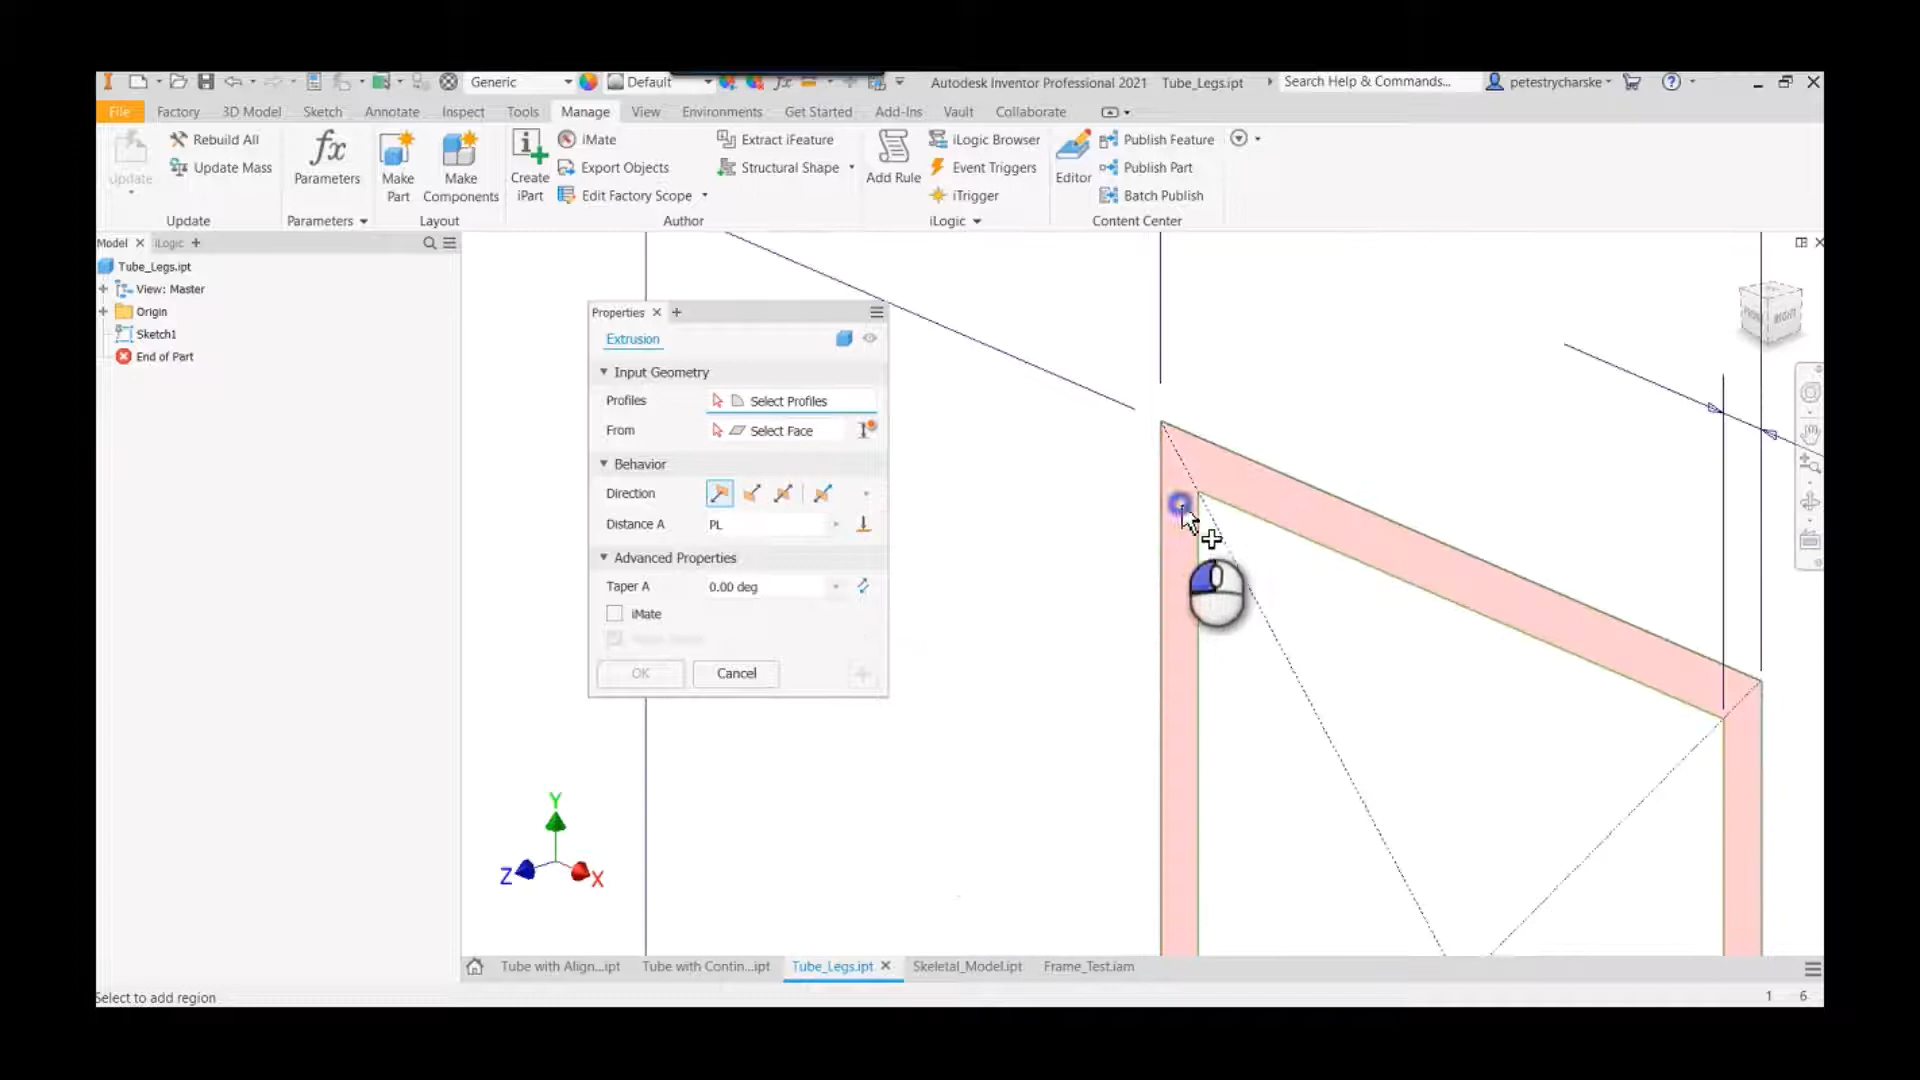 Generic
Default
Autodesk Inventor Professional 2021 Tube_Legs.ipt
Search Help & Commands...
petestrycharske
File Factory 3D Model Sketch Annotate Inspect Tools Manage View Environments Get Started Add-Ins Vault Collaborate
Update
Rebuild All
Update Mass
Update
fx
Parameters
Parameters
Make Part
Make Components
Layout
Create iPart
iMate
Export Objects
Edit Factory Scope
Extract iFeature
Structural Shape
Author
Add Rule
iLogic Browser
Event Triggers
iTrigger
iLogic
Editor
Publish Feature
Publish Part
Batch Publish
Content Center
Model iLogic
Tube_Legs.ipt
View: Master
Origin
Sketch1
End of Part
Properties
Extrusion
Input Geometry
Profiles Select Profiles
From Select Face
Behavior
Direction
Distance A PL
Advanced Properties
Taper A 0.00 deg
iMate
OK Cancel
RIGHT
Y
Z
X
Tube with Align...ipt Tube with Contin...ipt Tube_Legs.ipt Skeletal_Model.ipt Frame_Test.iam
Select to add region
1 6